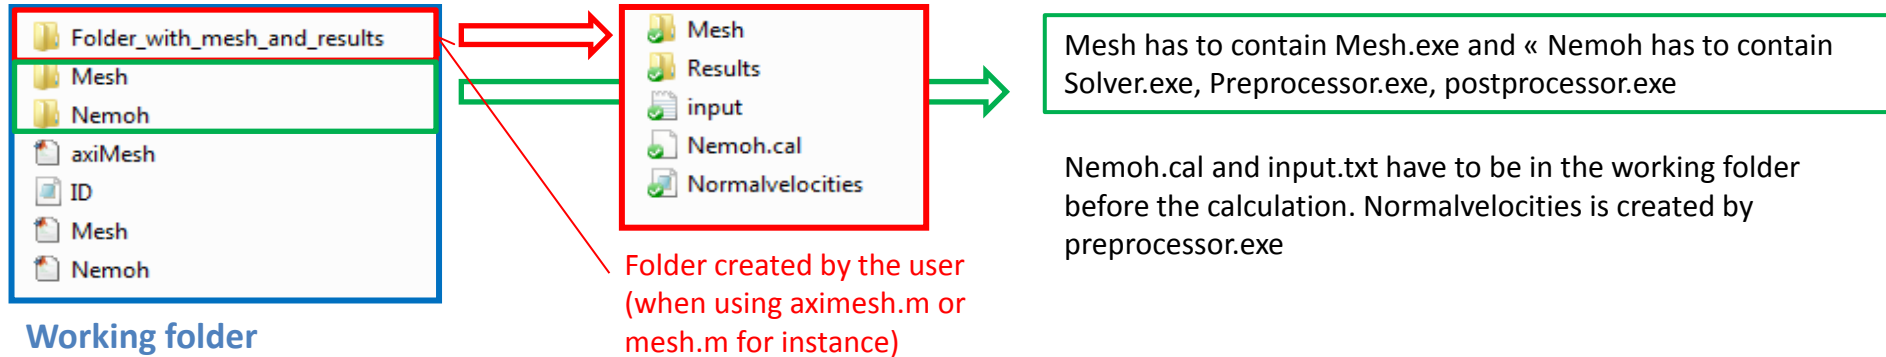 Folder_with_mesh_and_results
Mesh
Nemoh
axiMesh
ID
Mesh
Nemoh
Working folder
Mesh
Results
input
Nemoh.cal
Normalvelocities
Folder created by the user
(when using aximesh.m or
mesh.m for instance)
Mesh has to contain Mesh.exe and « Nemoh has to contain
Solver.exe, Preprocessor.exe, postprocessor.exe
Nemoh.cal and input.txt have to be in the working folder
before the calculation. Normalvelocities is created by
preprocessor.exe